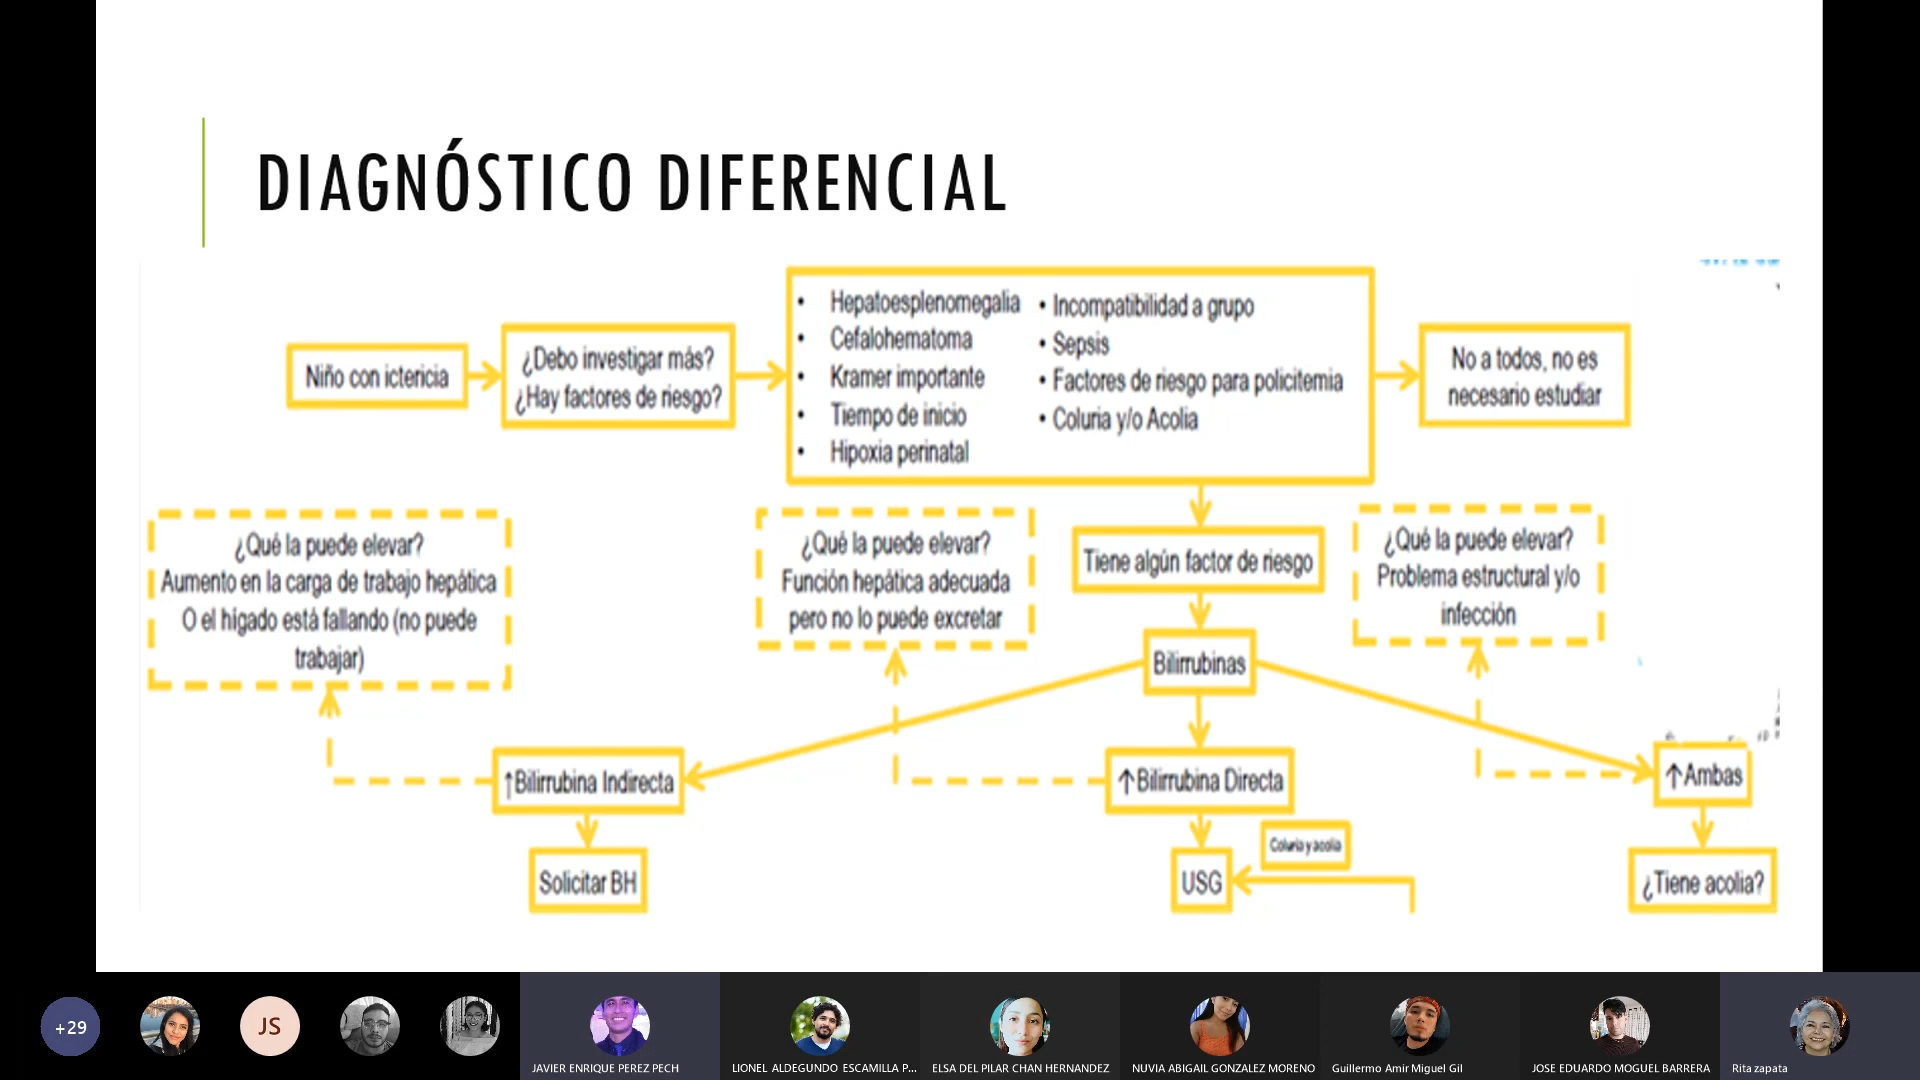 DIAGNÓSTICO DIFERENCIAL
Niño con ictericia
¿Debo investigar más?
¿Hay factores de riesgo?
• Hepatoesplenomegalia
• Cefalohematoma
• Kramer importante
• Tiempo de inicio
• Hipoxia perinatal
• Incompatibilidad a grupo
• Sepsis
• Factores de riesgo para policitemia
• Coluria y/o Acolia
No a todos, no es
necesario estudiar
¿Qué la puede elevar?
Aumento en la carga de trabajo hepática
O el hígado está fallando (no puede
trabajar)
¿Qué la puede elevar?
Función hepática adecuada
pero no lo puede excretar
Tiene algún factor de riesgo
¿Qué la puede elevar?
Problema estructural y/o
infección
Bilirrubinas
↑Bilirrubina Indirecta
↑Bilirrubina Directa
↑Ambas
Solicitar BH
USG
Coluria y acolia
¿Tiene acolia?
+29
JS
JAVIER ENRIQUE PEREZ PECH
LIONEL ALDEGUNDO ESCAMILLA P...
ELSA DEL PILAR CHAN HERNANDEZ
NUVIA ABIGAIL GONZALEZ MORENO
Guillermo Amir Miguel Gil
JOSE EDUARDO MOGUEL BARRERA
Rita zapata